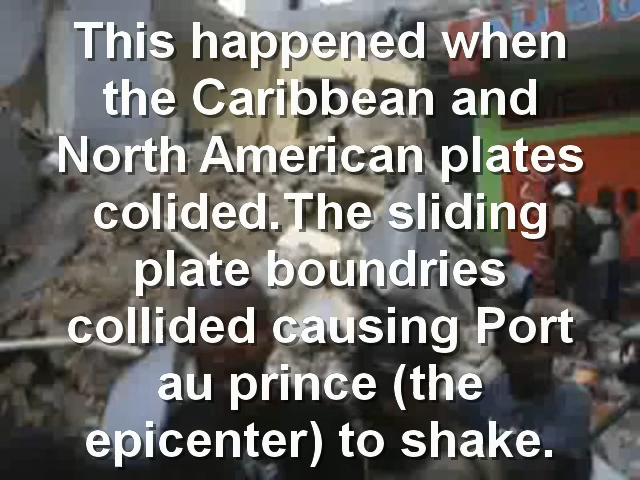 This happened when
the Caribbean and
North American plates
colided.The sliding
plate boundries
collided causing Port
au prince (the
epicenter) to shake.